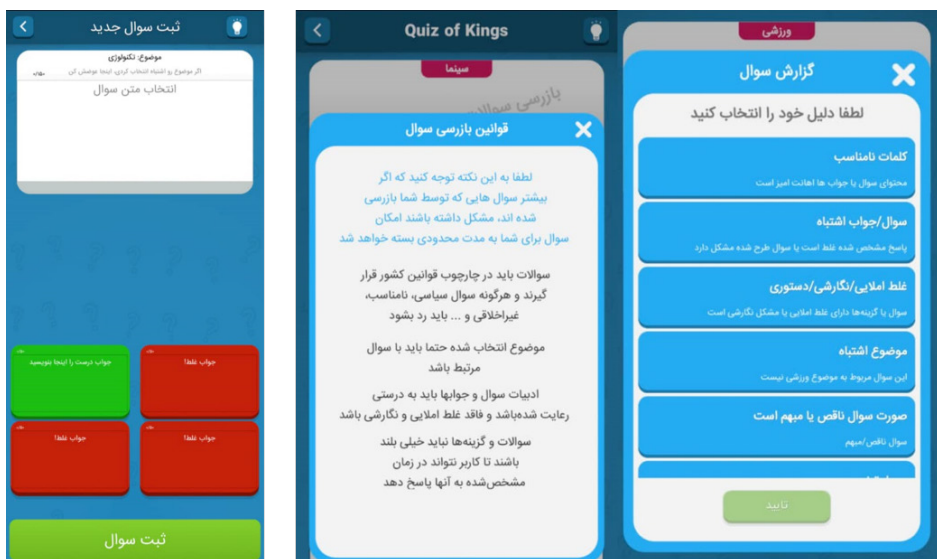 ثبت سوال جدید
موضوع: تکنولوژی
اگر موضوع رو اشتباه انتخاب کردی، اینجا عوضش کن
انتخاب متن سوال
جواب درست را اینجا بنویسید
جواب غلط!
جواب غلط!
جواب غلط!
ثبت سوال
Quiz of Kings
سینما
بازرسی سوالات
قوانین بازرسی سوال
لطفا به این نکته توجه کنید که اگر
بیشتر سوال هایی که توسط شما بازرسی
شده اند، مشکل داشته باشند امکان
سوال برای شما به مدت محدودی بسته خواهد شد
سوالات باید در چارچوب قوانین کشور قرار
گیرند و هرگونه سوال سیاسی، نامناسب،
غیراخلاقی و ... باید رد بشود
موضوع انتخاب شده حتما باید با سوال
مرتبط باشد
ادبیات سوال و جوابها باید به درستی
رعایت شده‌باشد و فاقد غلط املایی و نگارشی باشد
سوالات و گزینه‌ها نباید خیلی بلند
باشند تا کاربر نتواند در زمان
مشخص‌شده به آنها پاسخ دهد
ورزشی
گزارش سوال
لطفا دلیل خود را انتخاب کنید
کلمات نامناسب
محتوای سوال یا جواب ها اهانت آمیز است
سوال/جواب اشتباه
پاسخ مشخص شده غلط است یا سوال طرح شده مشکل دارد
غلط املایی/نگارشی/دستوری
سوال یا گزینه‌ها دارای غلط املایی یا مشکل نگارشی است
موضوع اشتباه
این سوال مربوط به موضوع ورزشی نیست
صورت سوال ناقص یا مبهم است
سوال ناقص/مبهم
تایید